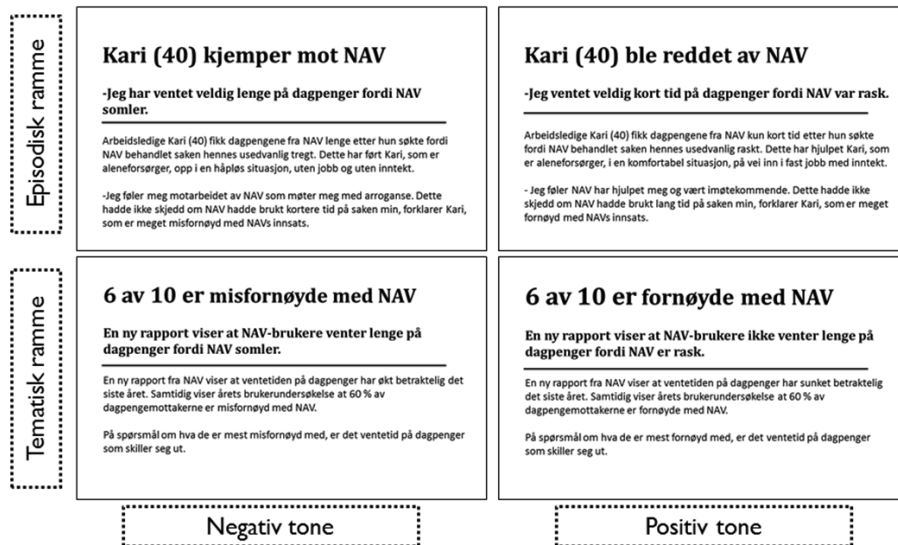 Episodisk ramme
Kari (40) kjemper mot NAV
-Jeg har ventet veldig lenge på dagpenger fordi NAV
somler.
Arbeidsledige Kari (40) fikk dagpengene fra NAV lenge etter hun søkte fordi
NAV behandlet saken hennes usedvanlig tregt. Dette har ført Kari, som er
aleneforsørger, opp i en håpløs situasjon, uten jobb og uten inntekt.
-Jeg føler meg motarbeidet av NAV som møter meg med arroganse. Dette
hadde ikke skjedd om NAV hadde brukt kortere tid på saken min, forklarer Kari,
som er meget misfornøyd med NAVs innsats.
Kari (40) ble reddet av NAV
-Jeg ventet veldig kort tid på dagpenger fordi NAV var rask.
Arbeidsledige Kari (40) fikk dagpengene fra NAV kun kort tid etter hun søkte
fordi NAV behandlet saken hennes usedvanlig raskt. Dette har hjulpet Kari, som
er aleneforsørger, i en komfortabel situasjon, på vei inn i fast jobb med inntekt.
- Jeg føler NAV har hjulpet meg og vært imøtekommende. Dette hadde ikke
skjedd om NAV hadde brukt lang tid på saken min, forklarer Kari, som er meget
fornøyd med NAVs innsats.
Tematisk ramme
6 av 10 er misfornøyde med NAV
En ny rapport viser at NAV-brukere venter lenge på
dagpenger fordi NAV somler.
En ny rapport fra NAV viser at ventetiden på dagpenger har økt betraktelig det
siste året. Samtidig viser årets brukerundersøkelse at 60 % av
dagpengemottakerne er misfornøyd med NAV.
På spørsmål om hva de er mest misfornøyd med, er det ventetid på dagpenger
som skiller seg ut.
6 av 10 er fornøyde med NAV
En ny rapport viser at NAV-brukere ikke venter lenge på
dagpenger fordi NAV er rask.
En ny rapport fra NAV viser at ventetiden på dagpenger har sunket betraktelig
det siste året. Samtidig viser årets brukerundersøkelse at 60 % av
dagpengemottakerne er fornøyde med NAV.
På spørsmål om hva de er mest fornøyd med, er det ventetid på dagpenger
som skiller seg ut.
Negativ tone
Positiv tone